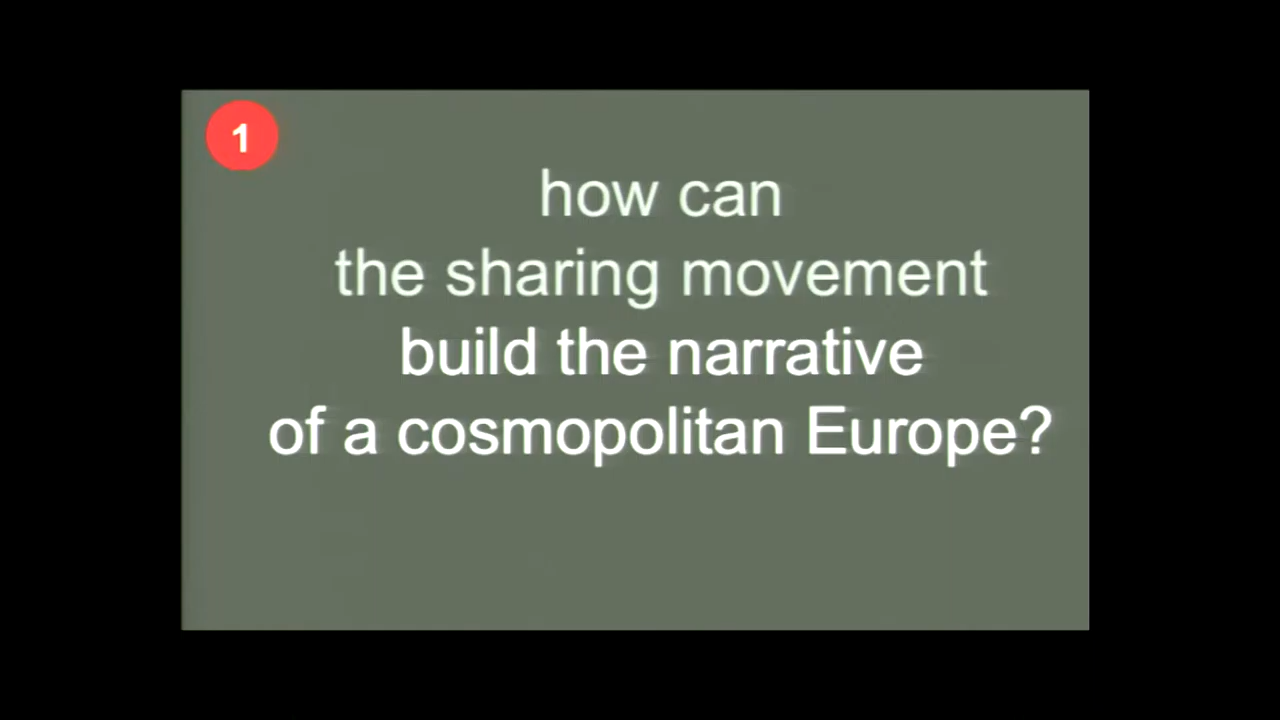 1
how can
the sharing movement
build the narrative
of a cosmopolitan Europe?